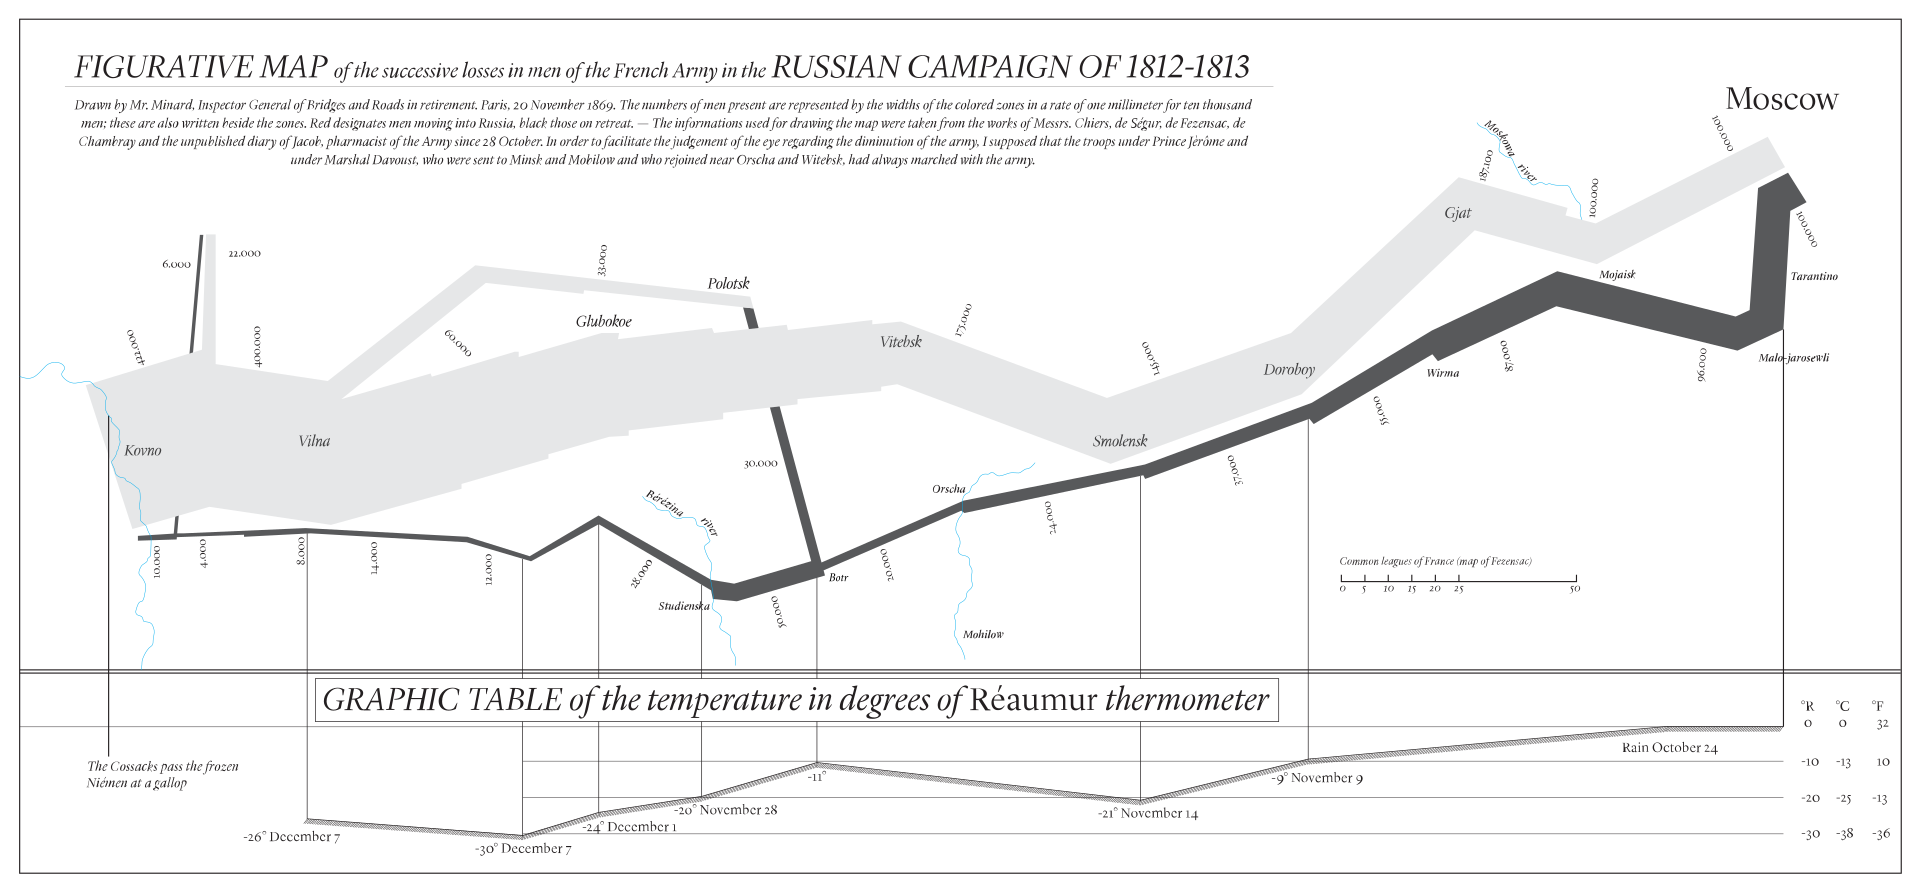 FIGURATIVE MAP of the successive losses in men of the French Army in the RUSSIAN CAMPAIGN OF 1812-1813
Drawn by Mr. Minard, Inspector General of Bridges and Roads in retirement. Paris, 20 November 1869. The numbers of men present are represented by the widths of the colored zones in a rate of one millimeter for ten thousand
men; these are also written beside the zones. Red designates men moving into Russia, black those on retreat. — The informations used for drawing the map were taken from the works of Messrs. Chiers, de Ségur, de Fezensac, de
Chambray and the unpublished diary of Jacob, pharmacist of the Army since 28 October. In order to facilitate the judgement of the eye regarding the diminution of the army, I supposed that the troops under Prince Jérôme and
under Marshal Davoust, who were sent to Minsk and Mobilow and who rejoined near Orscha and Witebsk, had always marched with the army.
Moscow
100.000
Moskowa river
187.100
100.000
Gjat
100.000
Mojaisk
Tarantino
Malo-jarosewli
6.000
22.000
33.000
Polotsk
422.000
400.000
60.000
Glubokoe
175.000
Vitebsk
145.000
Doroboy
Wirma
87.000
96.000
55.000
Kovno
Vilna
Smolensk
37.000
30.000
Orscha
24.000
Bérézina river
20.000
10.000
4.000
8.000
14.000
12.000
28.000
Studienska
50.000
Botr
Mohilow
Common leagues of France (map of Fezensac)
0 5 10 15 20 25 50
GRAPHIC TABLE of the temperature in degrees of Réaumur thermometer
°R °C °F
0 0 32
-10 -13 10
-20 -25 -13
-30 -38 -36
The Cossacks pass the frozen
Niémen at a gallop
Rain October 24
-9° November 9
-21° November 14
-11°
-20° November 28
-24° December 1
-30° December 7
-26° December 7